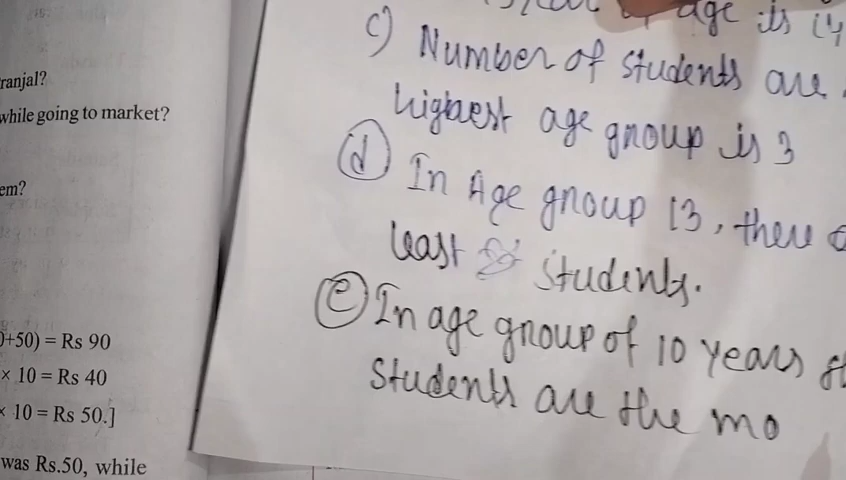 ranjal?
while going to market?
em?
0+50) = Rs 90
× 10 = Rs 40
× 10 = Rs 50.]
was Rs.50, while
age is 14
c) Number of students are
highest age group is 3
d) In Age group 13, there
least students.
e) In age group of 10 years
students are the mo